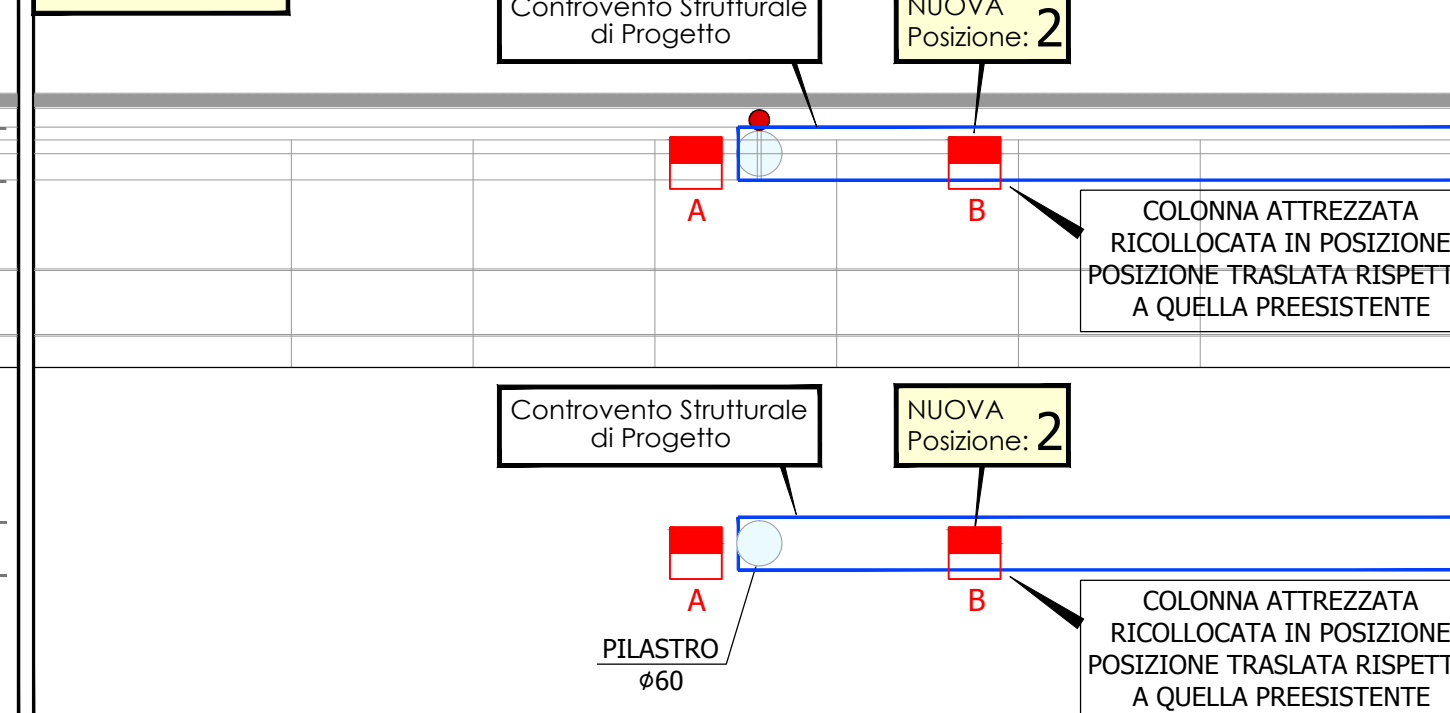 Controvento Strutturale
di Progetto
NUOVA
Posizione: 2
A
B
COLONNA ATTREZZATA
RICOLLOCATA IN POSIZIONE
POSIZIONE TRASLATA RISPETT
A QUELLA PREESISTENTE
Controvento Strutturale
di Progetto
NUOVA
Posizione: 2
A
B
PILASTRO
ø60
COLONNA ATTREZZATA
RICOLLOCATA IN POSIZIONE
POSIZIONE TRASLATA RISPETT
A QUELLA PREESISTENTE